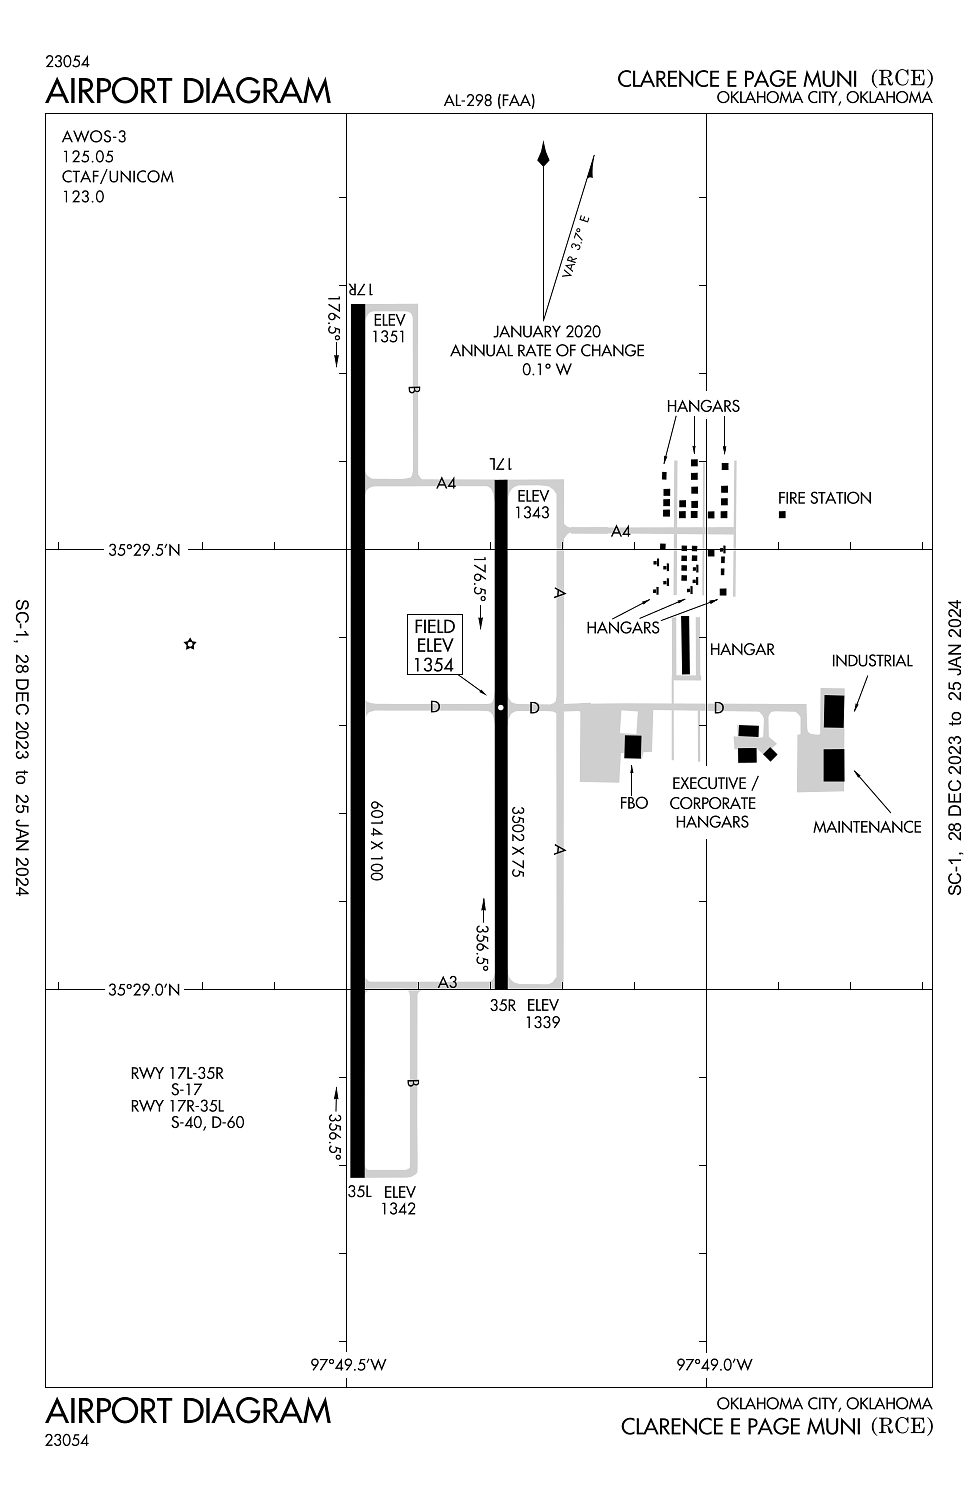 23054
AIRPORT DIAGRAM
AL-298 (FAA)
CLARENCE E PAGE MUNI (RCE)
OKLAHOMA CITY, OKLAHOMA
AWOS-3
125.05
CTAF/UNICOM
123.0
VAR 3.7° E
JANUARY 2020
ANNUAL RATE OF CHANGE
0.1° W
17R
176.5°
ELEV
1351
B
HANGARS
17L
A4
ELEV
1343
FIRE STATION
A4
35°29.5'N
176.5°
A
HANGARS
FIELD
ELEV
1354
HANGAR
INDUSTRIAL
D
D
D
FBO
EXECUTIVE /
CORPORATE
HANGARS
MAINTENANCE
6014 X 100
3502 X 75
A
356.5°
A3
35°29.0'N
35R
ELEV
1339
RWY 17L-35R
S-17
RWY 17R-35L
S-40, D-60
B
356.5°
35L
ELEV
1342
97°49.5'W
97°49.0'W
SC-1, 28 DEC 2023 to 25 JAN 2024
SC-1, 28 DEC 2023 to 25 JAN 2024
AIRPORT DIAGRAM
23054
OKLAHOMA CITY, OKLAHOMA
CLARENCE E PAGE MUNI (RCE)